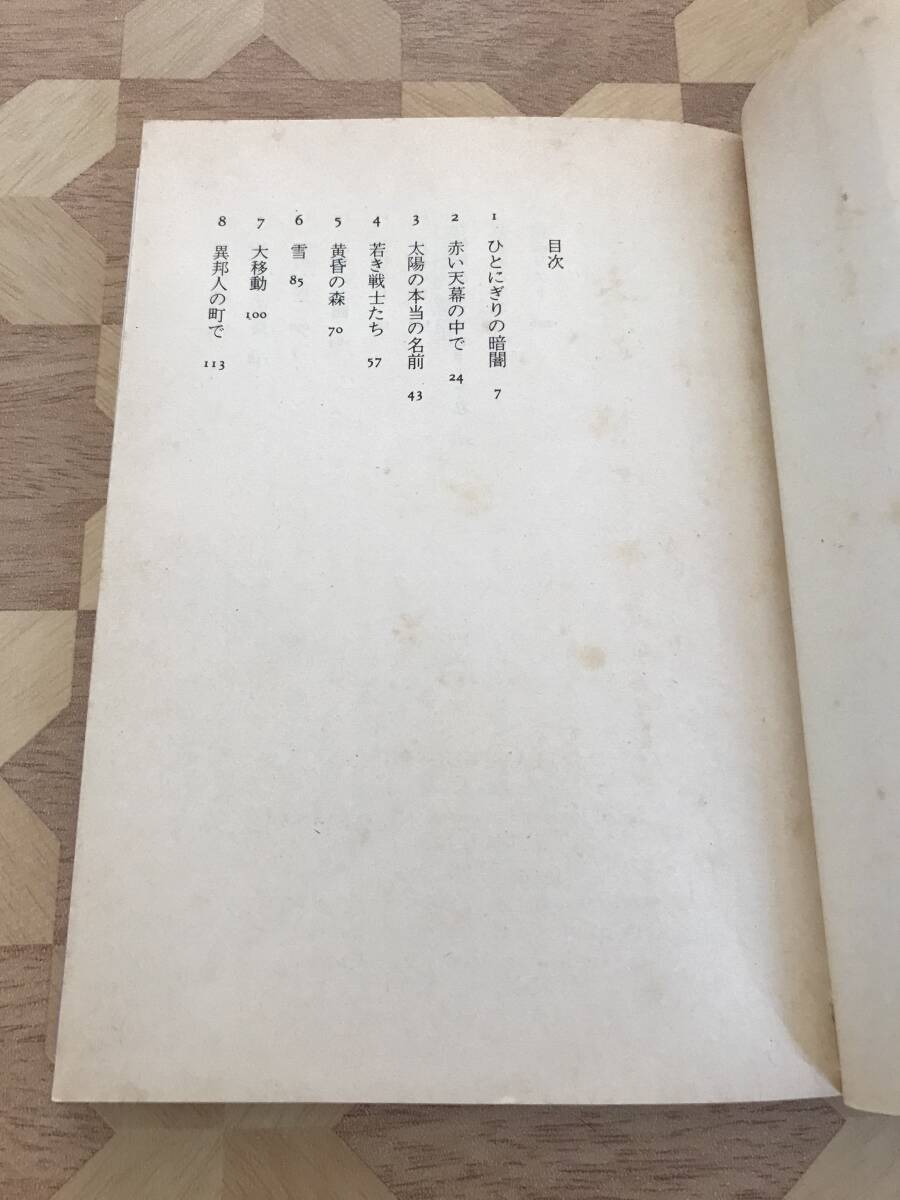 目次
1 ひとにぎりの暗闇 7
2 赤い天幕の中で 24
3 太陽の本当の名前 43
4 若き戦士たち 57
5 黄昏の森 70
6 雪 85
7 大移動 100
8 異邦人の町で 113